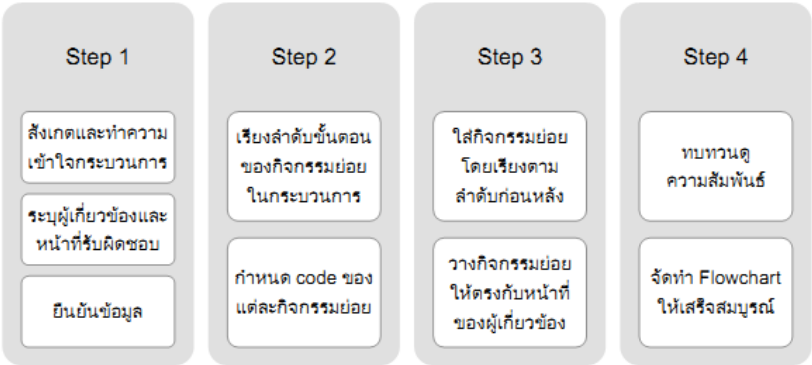 Step 1
สังเกตและทำความ
เข้าใจกระบวนการ
ระบุผู้เกี่ยวข้องและ
หน้าที่รับผิดชอบ
ยืนยันข้อมูล
Step 2
เรียงลำดับขั้นตอน
ของกิจกรรมย่อย
ในกระบวนการ
กำหนด code ของ
แต่ละกิจกรรมย่อย
Step 3
ใส่กิจกรรมย่อย
โดยเรียงตาม
ลำดับก่อนหลัง
วางกิจกรรมย่อย
ให้ตรงกับหน้าที่
ของผู้เกี่ยวข้อง
Step 4
ทบทวนดู
ความสัมพันธ์
จัดทำ Flowchart
ให้เสร็จสมบูรณ์